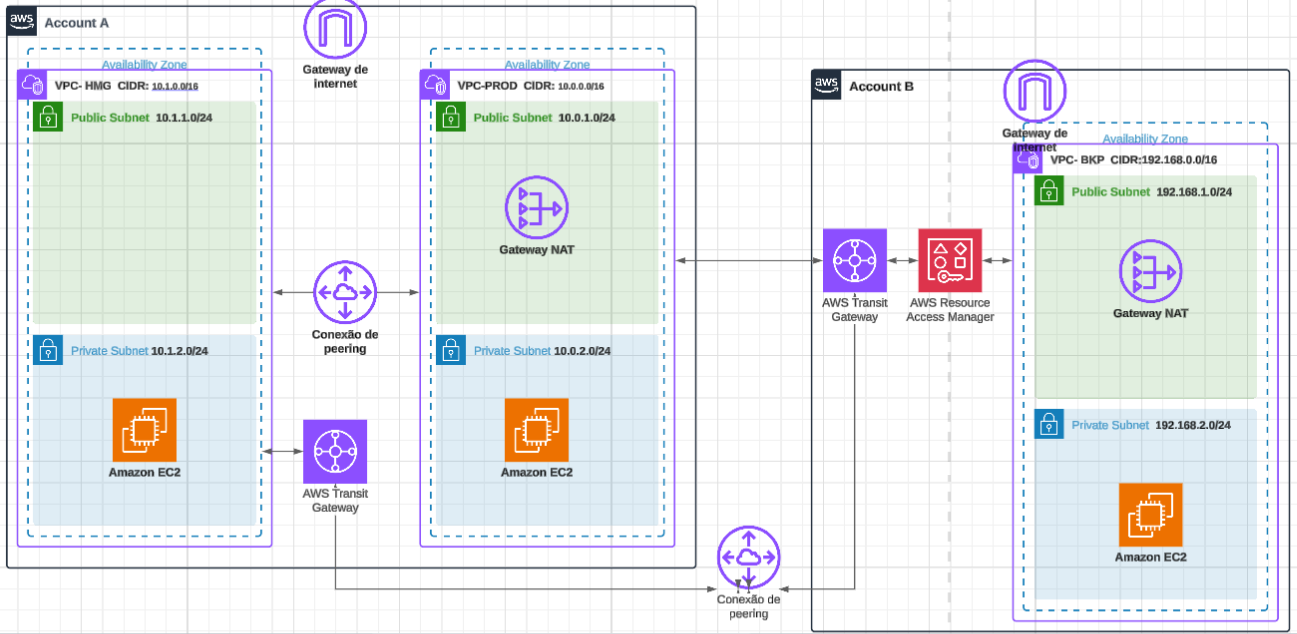 aws
Account A
Gateway de
internet
Availability Zone
VPC- HMG CIDR: 10.1.0.0/16
Public Subnet 10.1.1.0/24
Private Subnet 10.1.2.0/24
Amazon EC2
Conexão de
peering
AWS Transit
Gateway
Availability Zone
VPC-PROD CIDR: 10.0.0.0/16
Public Subnet 10.0.1.0/24
Gateway NAT
Private Subnet 10.0.2.0/24
Amazon EC2
Conexão de
peering
aws
Account B
AWS Transit
Gateway
AWS Resource
Access Manager
Gateway de
internet
Availability Zone
VPC- BKP CIDR:192.168.0.0/16
Public Subnet 192.168.1.0/24
Gateway NAT
Private Subnet 192.168.2.0/24
Amazon EC2